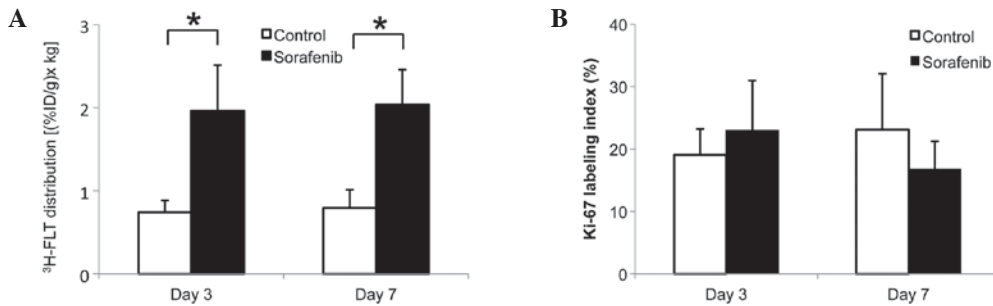 A
³H-FLT distribution [(%ID/g)x kg]
3
2
1
0
*
*
Control
Sorafenib
Day 3
Day 7
B
Ki-67 labeling index (%)
40
30
20
10
0
Control
Sorafenib
Day 3
Day 7